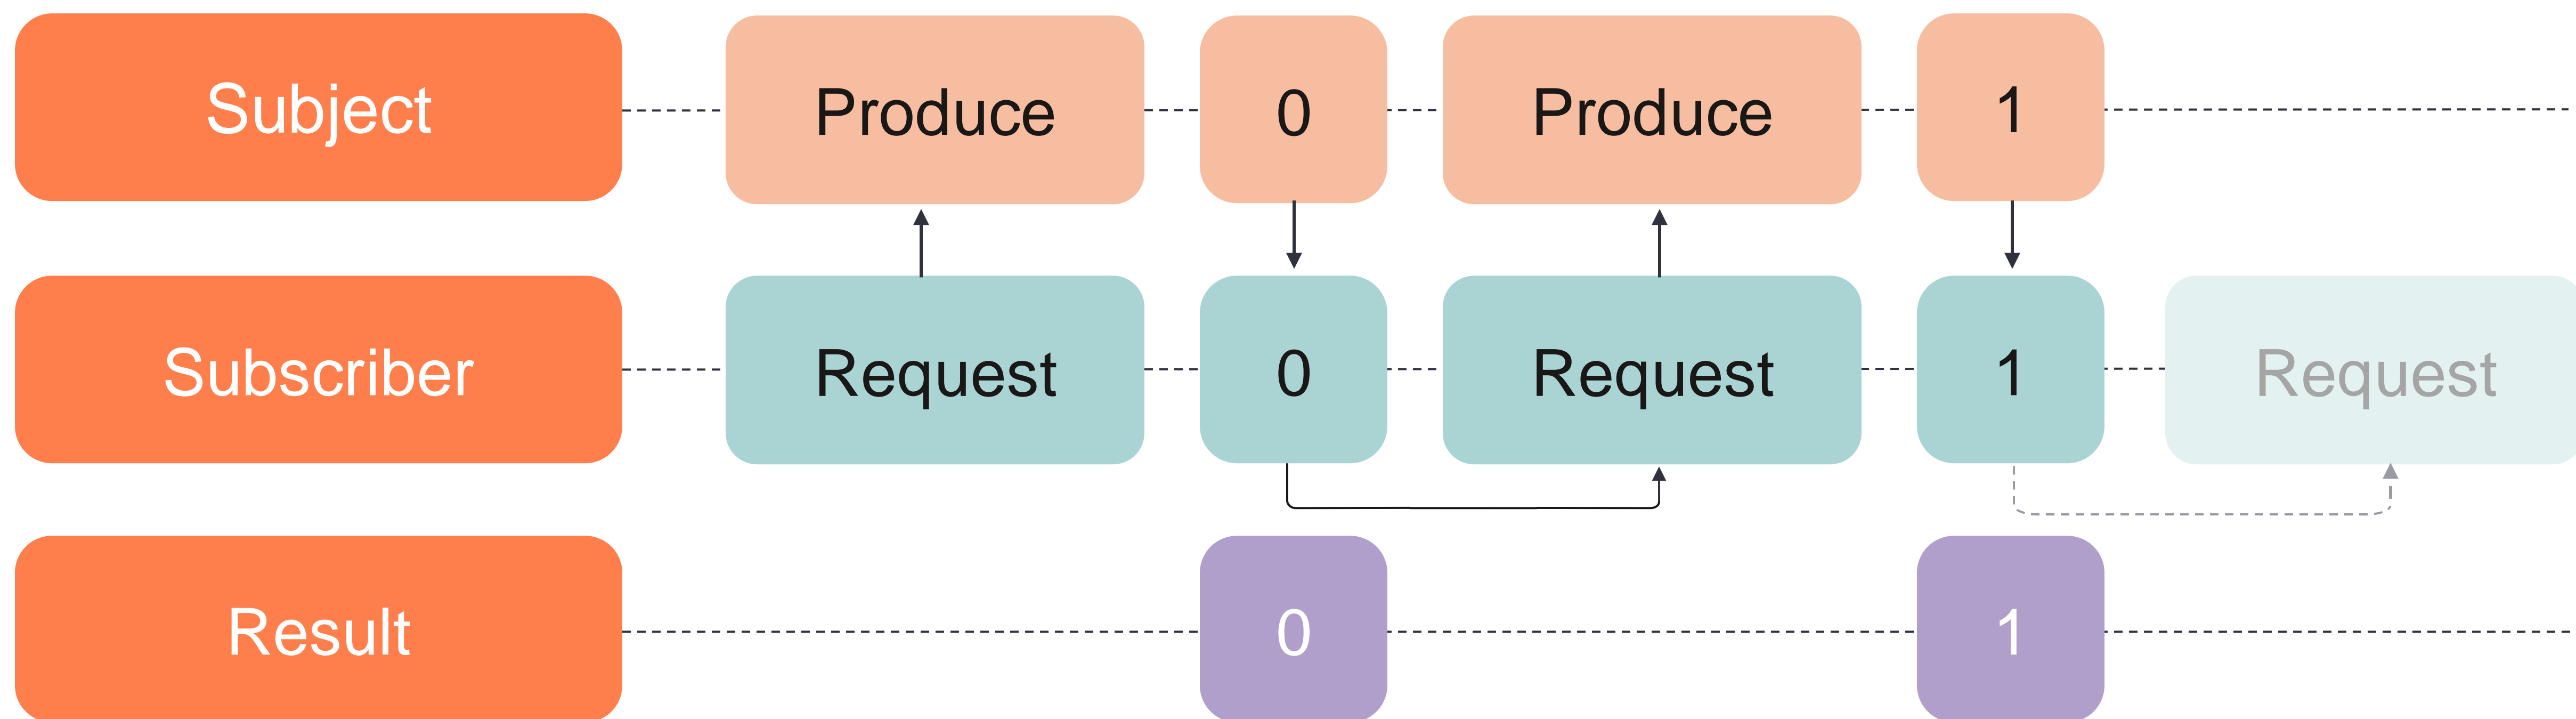 Subject
Produce
0
Produce
1
Subscriber
Request
0
Request
1
Request
Result
0
1